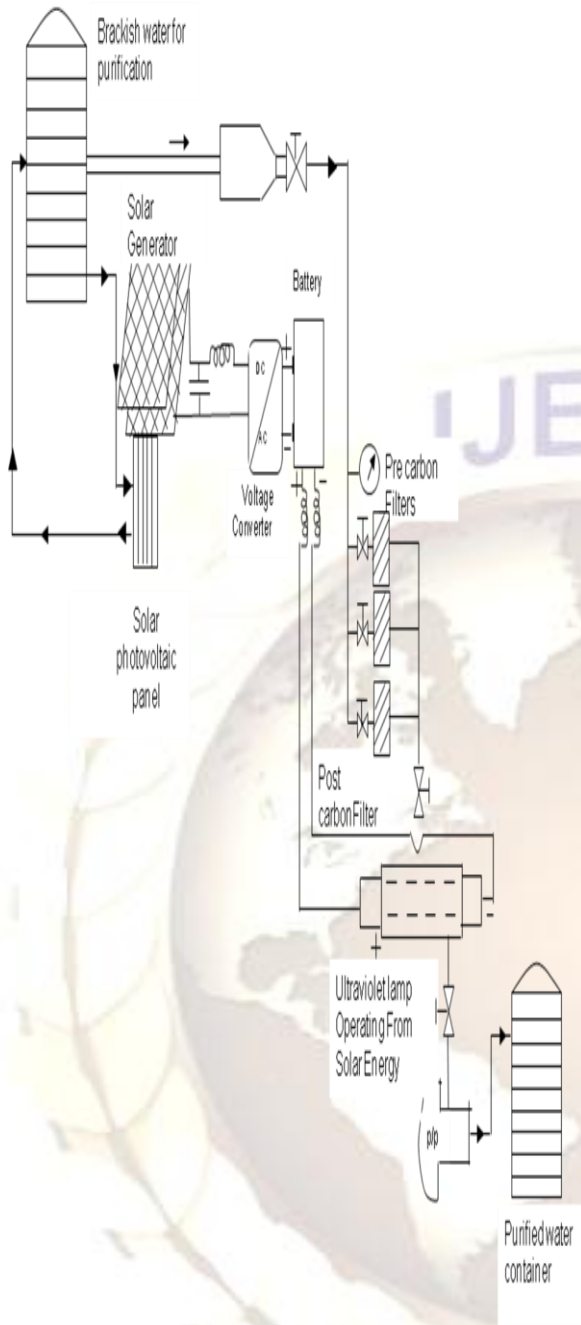 Brackish water for
purification
Solar
Generator
Battery
DC
AC
+
-
+
-
Voltage
Converter
Pre carbon
Filters
IJE
Solar
photovoltaic
panel
Post
carbon Filter
-
+
Ultraviolet lamp
Operating From
Solar Energy
p/p
Purified water
container